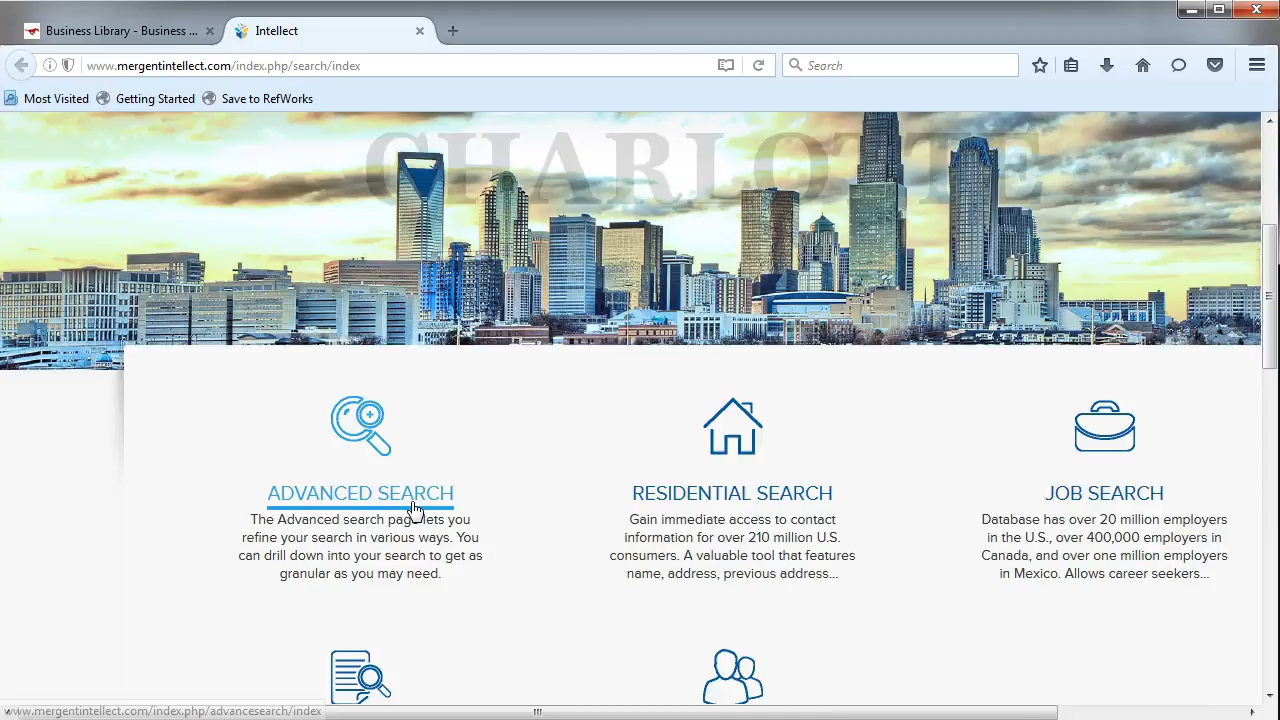 Business Library - Business ...
Intellect
www.mergentintellect.com/index.php/search/index
Search
Most Visited
Getting Started
Save to RefWorks
CHARLOTTE
ADVANCED SEARCH
The Advanced search page lets you
refine your search in various ways. You
can drill down into your search to get as
granular as you may need.
RESIDENTIAL SEARCH
Gain immediate access to contact
information for over 210 million U.S.
consumers. A valuable tool that features
name, address, previous address...
JOB SEARCH
Database has over 20 million employers
in the U.S., over 400,000 employers in
Canada, and over one million employers
in Mexico. Allows career seekers...
www.mergentintellect.com/index.php/advancesearch/index